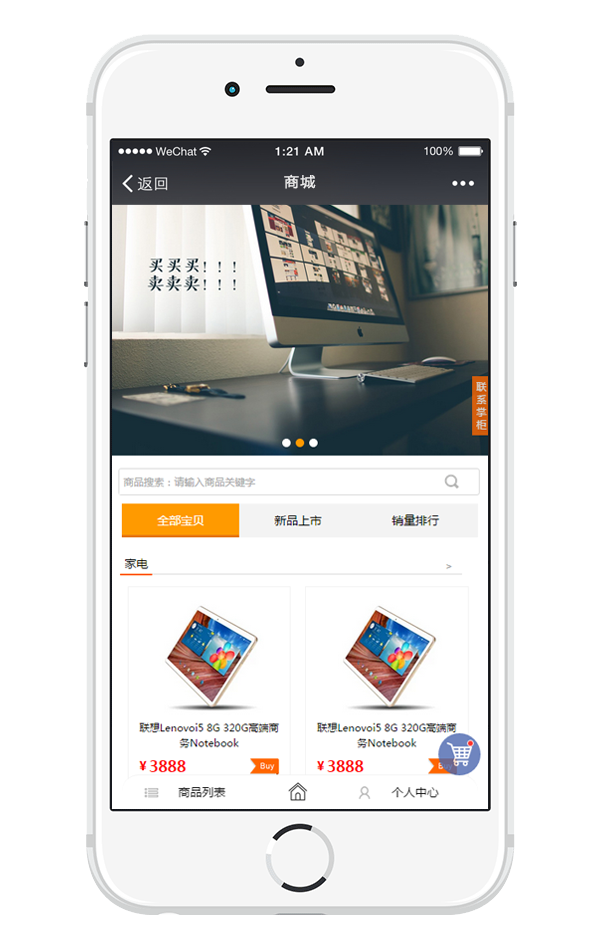 WeChat 1:21 AM 100%
返回 商城
买买买！！！
卖卖卖！！！
联系掌柜
商品搜索：请输入商品关键字
全部宝贝 新品上市 销量排行
家电 >
联想Lenovoi5 8G 320G高端商
务Notebook
¥3888 Buy
联想Lenovoi5 8G 320G高端商
务Notebook
¥3888
商品列表 个人中心